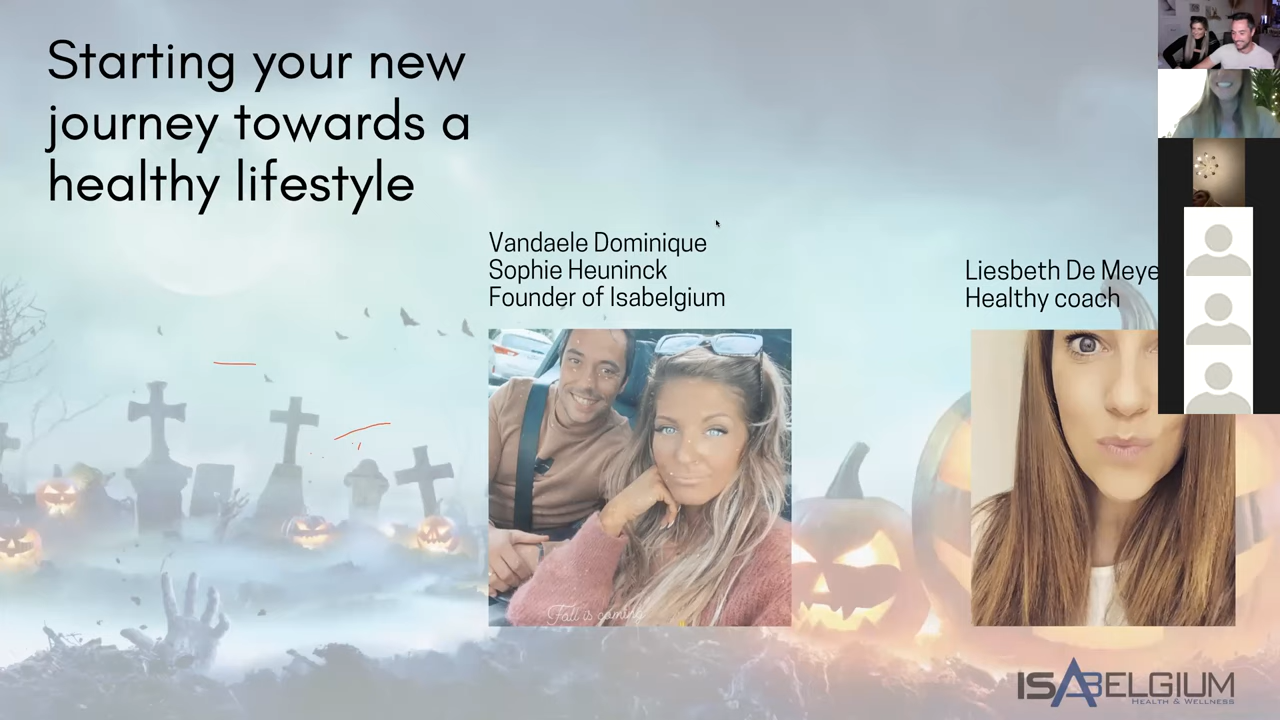 Starting your new
journey towards a
healthy lifestyle
Vandaele Dominique
Sophie Heuninck
Founder of Isabelgium
Liesbeth De Meye
Healthy coach
Fall is coming
ISABELGIUM
HEALTH & WELLNESS